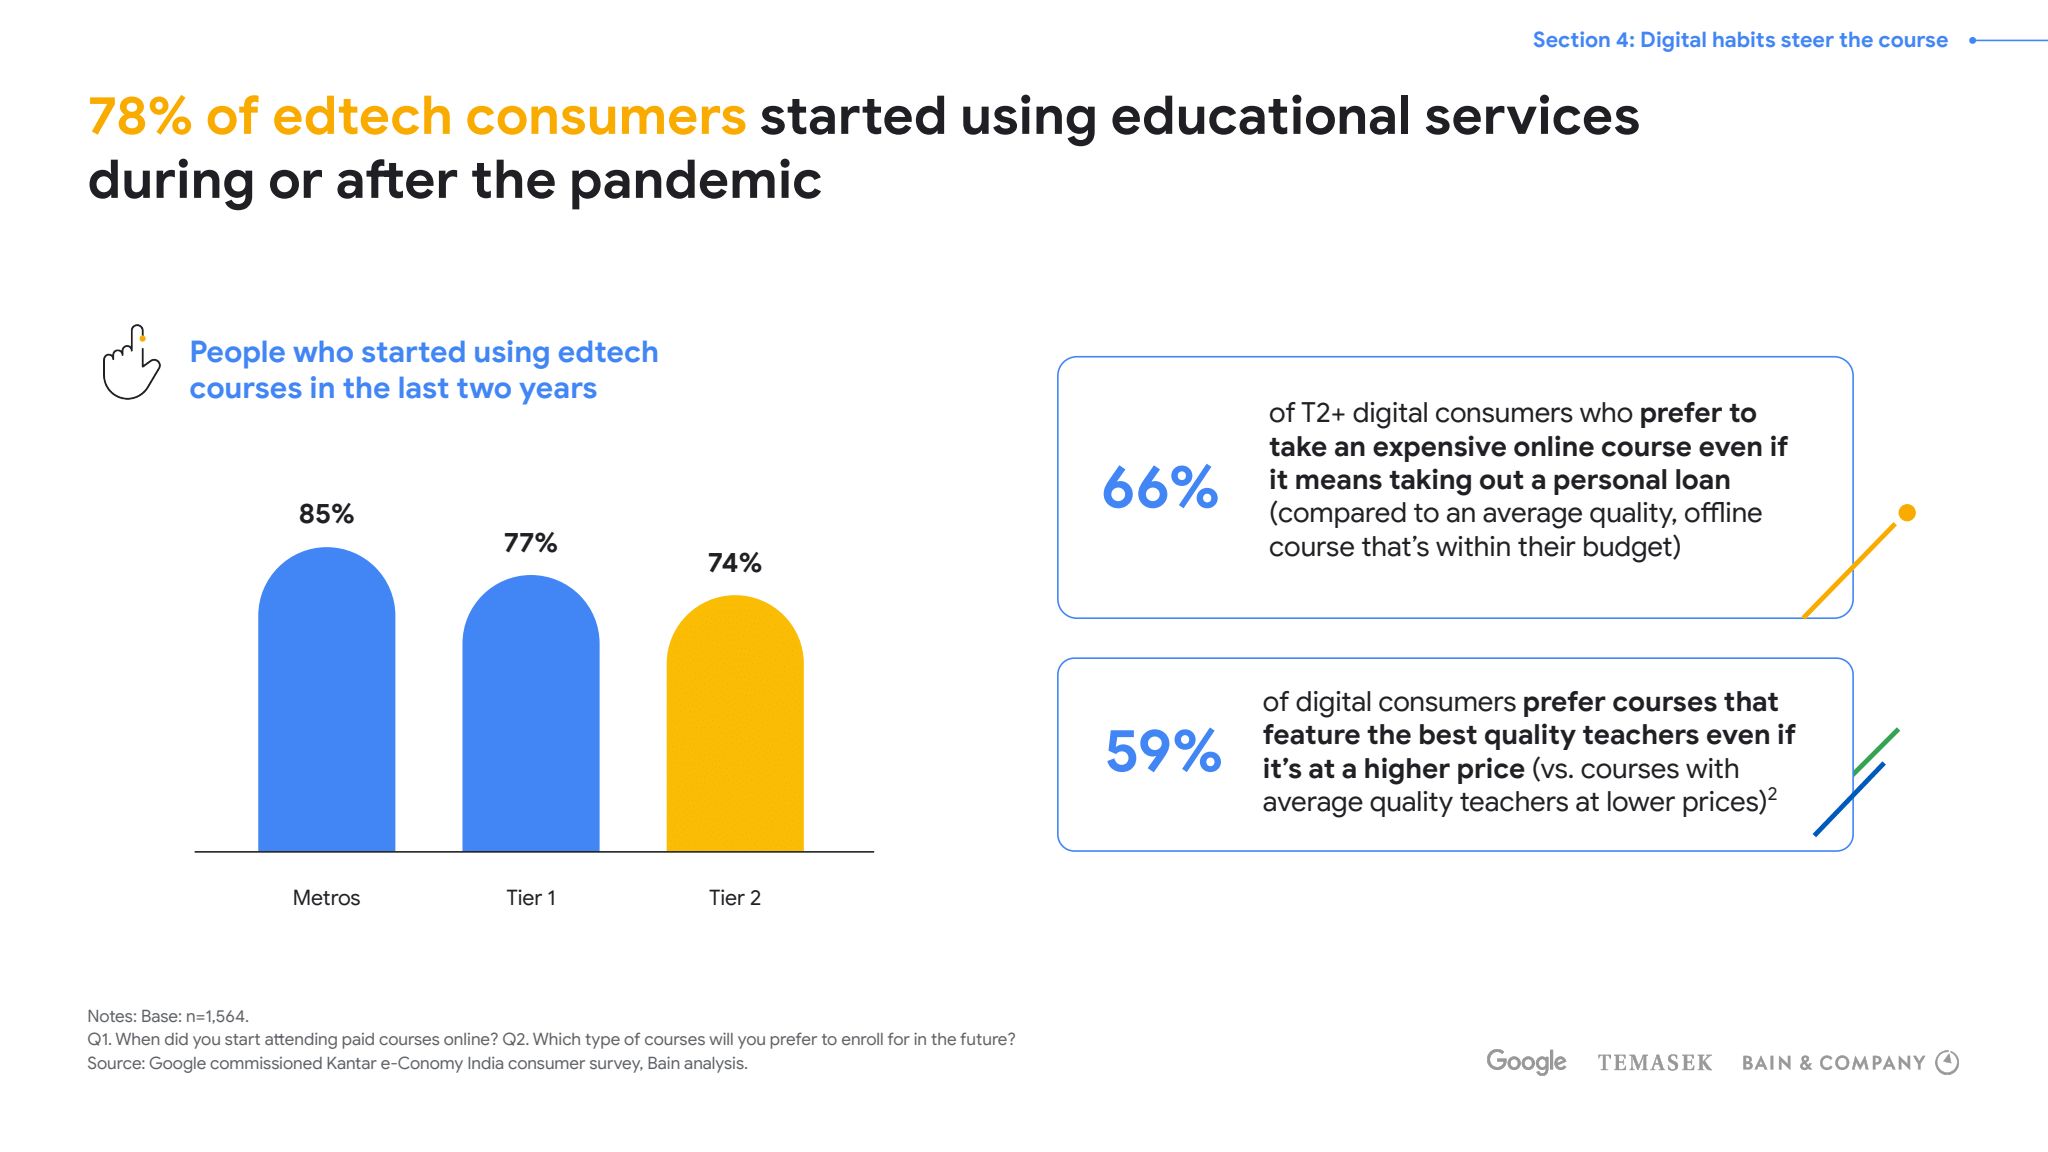 Section 4: Digital habits steer the course
78% of edtech consumers started using educational services
during or after the pandemic
People who started using edtech
courses in the last two years
85%
77%
74%
Metros
Tier 1
Tier 2
66%
of T2+ digital consumers who prefer to
take an expensive online course even if
it means taking out a personal loan
(compared to an average quality, offline
course that's within their budget)
59%
of digital consumers prefer courses that
feature the best quality teachers even if
it's at a higher price (vs. courses with
average quality teachers at lower prices)²
Notes: Base: n=1,564.
Q1. When did you start attending paid courses online? Q2. Which type of courses will you prefer to enroll for in the future?
Source: Google commissioned Kantar e-Conomy India consumer survey, Bain analysis.
Google TEMASEK BAIN & COMPANY